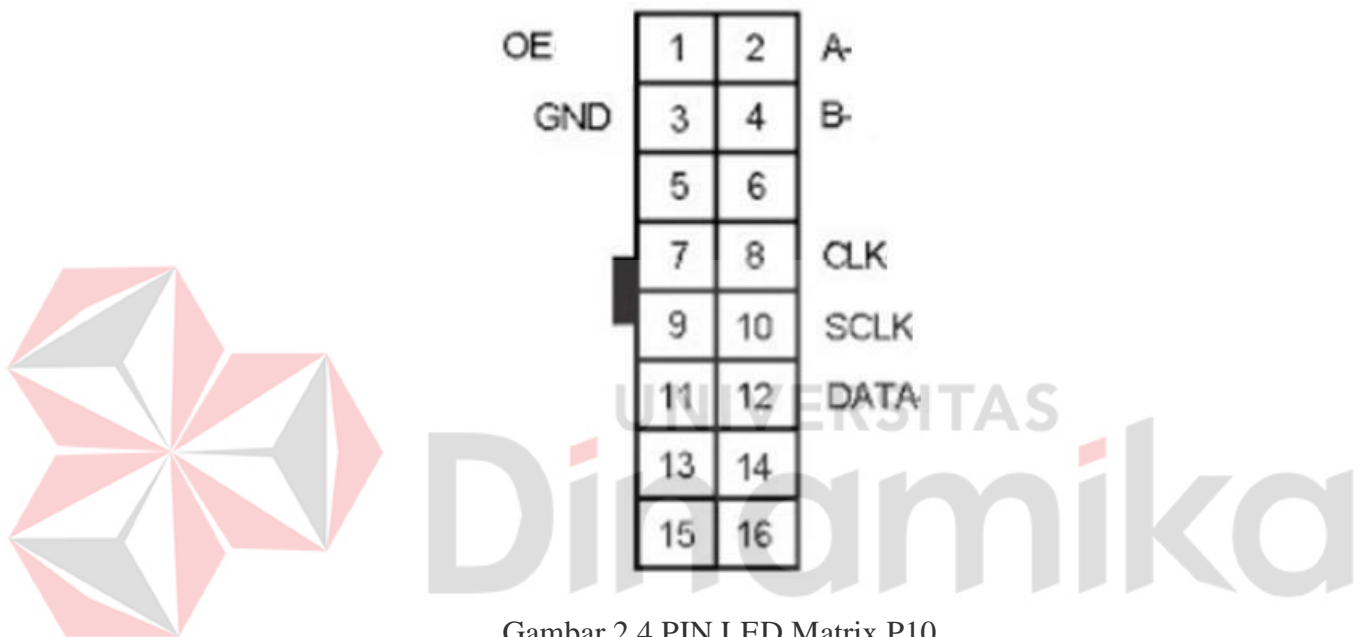 OE 1 2 A-
GND 3 4 B-
5 6
7 8 CLK
9 10 SCLK
11 12 DATA
13 14
15 16
UNIVERSITAS
Dinamika
Gambar 2.4 PIN LED Matrix P10